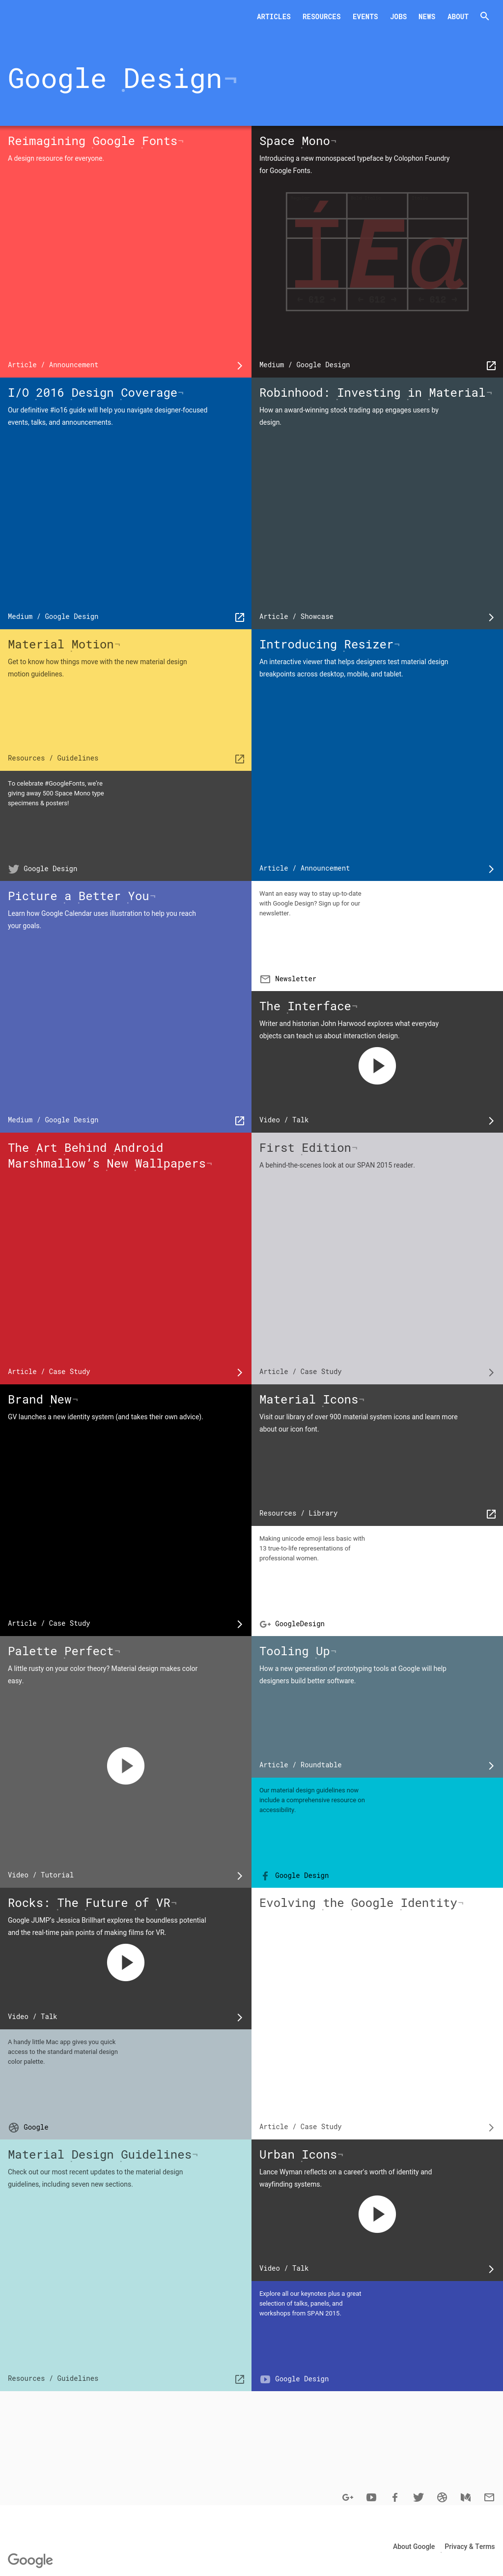 ARTICLES RESOURCES EVENTS JOBS NEWS ABOUT
Google Design¬
Reimagining Google Fonts¬
A design resource for everyone.
Article / Announcement
Space Mono¬
Introducing a new monospaced typeface by Colophon Foundry
for Google Fonts.
ÍEa
← 612 → ← 612 → ← 612 →
Medium / Google Design
I/O 2016 Design Coverage¬
Our definitive #io16 guide will help you navigate designer-focused
events, talks, and announcements.
Medium / Google Design
Robinhood: Investing in Material¬
How an award-winning stock trading app engages users by
design.
Article / Showcase
Material Motion¬
Get to know how things move with the new material design
motion guidelines.
Resources / Guidelines
Introducing Resizer¬
An interactive viewer that helps designers test material design
breakpoints across desktop, mobile, and tablet.
Article / Announcement
To celebrate #GoogleFonts, we're
giving away 500 Space Mono type
specimens & posters!
Google Design
Picture a Better You¬
Learn how Google Calendar uses illustration to help you reach
your goals.
Medium / Google Design
Want an easy way to stay up-to-date
with Google Design? Sign up for our
newsletter.
Newsletter
The Interface¬
Writer and historian John Harwood explores what everyday
objects can teach us about interaction design.
Video / Talk
The Art Behind Android
Marshmallow's New Wallpapers¬
Article / Case Study
First Edition¬
A behind-the-scenes look at our SPAN 2015 reader.
Article / Case Study
Brand New¬
GV launches a new identity system (and takes their own advice).
Article / Case Study
Material Icons¬
Visit our library of over 900 material system icons and learn more
about our icon font.
Resources / Library
Making unicode emoji less basic with
13 true-to-life representations of
professional women.
GoogleDesign
Palette Perfect¬
A little rusty on your color theory? Material design makes color
easy.
Video / Tutorial
Tooling Up¬
How a new generation of prototyping tools at Google will help
designers build better software.
Article / Roundtable
Our material design guidelines now
include a comprehensive resource on
accessibility.
Google Design
Rocks: The Future of VR¬
Google JUMP's Jessica Brillhart explores the boundless potential
and the real-time pain points of making films for VR.
Video / Talk
Evolving the Google Identity¬
Article / Case Study
A handy little Mac app gives you quick
access to the standard material design
color palette.
Google
Material Design Guidelines¬
Check out our most recent updates to the material design
guidelines, including seven new sections.
Resources / Guidelines
Urban Icons¬
Lance Wyman reflects on a career's worth of identity and
wayfinding systems.
Video / Talk
Explore all our keynotes plus a great
selection of talks, panels, and
workshops from SPAN 2015.
Google Design
About Google Privacy & Terms
Google